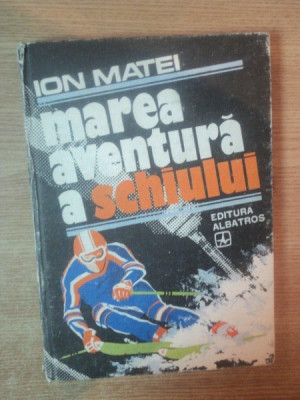 ION MATEI
marea
aventură
a schiului
EDITURA
ALBATROS